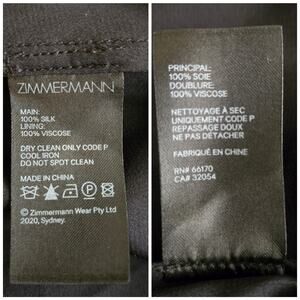 ZIMMERMANN
MAIN:
100% SILK
LINING:
100% VISCOSE
DRY CLEAN ONLY CODE P
COOL IRON
DO NOT SPOT CLEAN
MADE IN CHINA
P
© Zimmermann Wear Pty Ltd
2020, Sydney.
PRINCIPAL:
100% SOIE
DOUBLURE:
100% VISCOSE
NETTOYAGE À SEC
UNIQUEMENT CODE P
REPASSAGE DOUX
NE PAS DÉTACHER
FABRIQUÉ EN CHINE
RN# 66170
CA# 32054